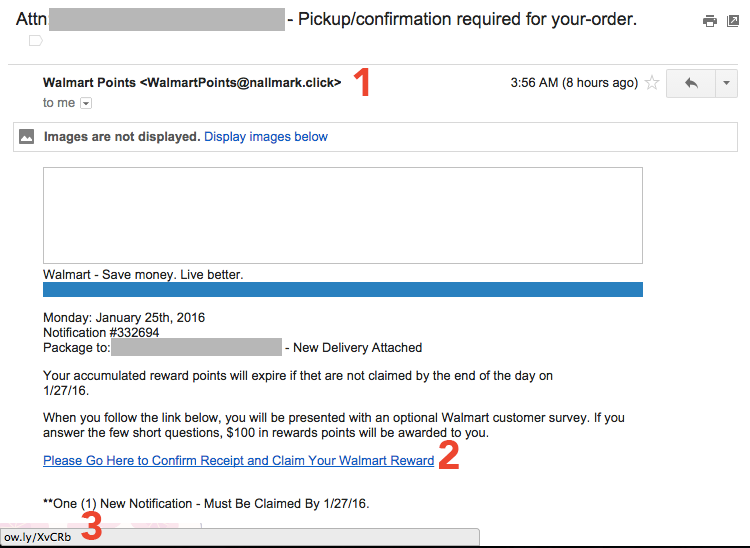 Attn: - Pickup/confirmation required for your-order.
Walmart Points <WalmartPoints@nallmark.click> 1 3:56 AM (8 hours ago)
to me
Images are not displayed. Display images below
Walmart - Save money. Live better.
Monday: January 25th, 2016
Notification #332694
Package to: - New Delivery Attached
Your accumulated reward points will expire if thet are not claimed by the end of the day on
1/27/16.
When you follow the link below, you will be presented with an optional Walmart customer survey. If you
answer the few short questions, $100 in rewards points will be awarded to you.
Please Go Here to Confirm Receipt and Claim Your Walmart Reward 2
**One (1) New Notification - Must Be Claimed By 1/27/16.
ow.ly/XvCRb 3